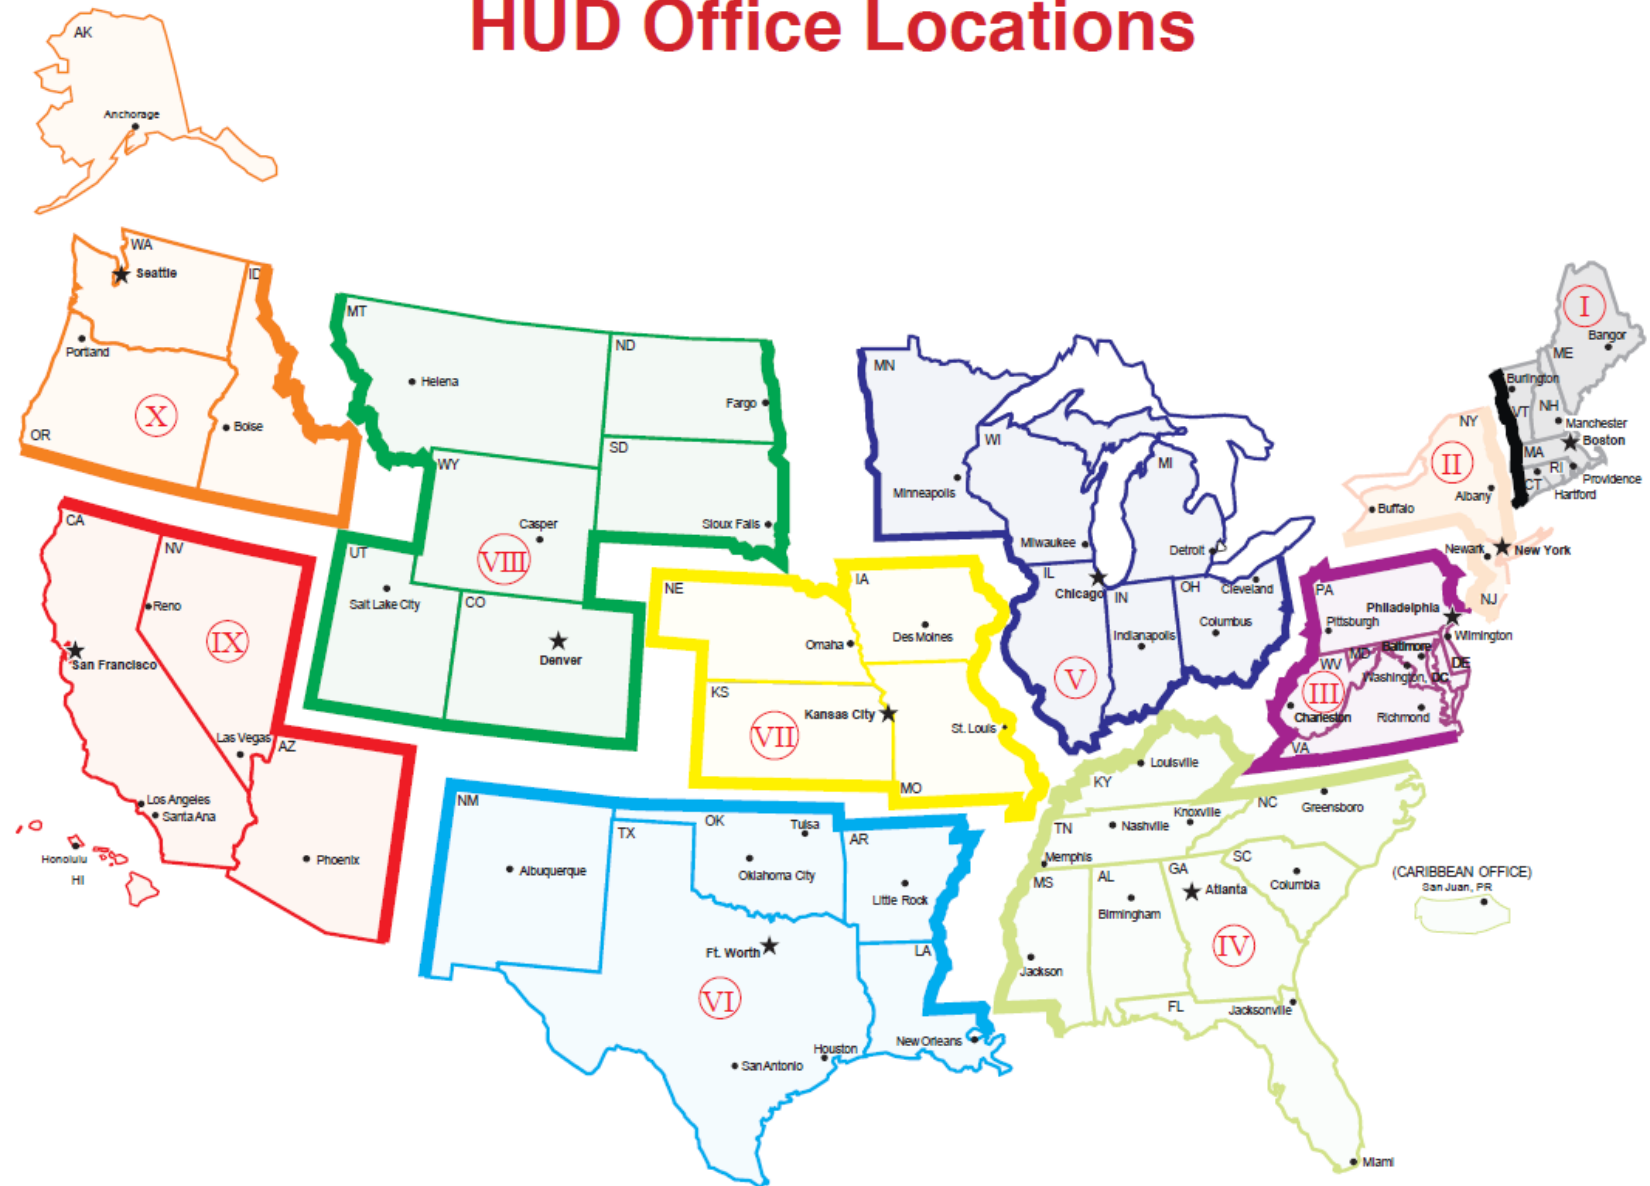 HUD Office Locations
AK
Anchorage
WA
Seattle
ID
Portland
X
OR
Boise
MT
Helena
ND
Fargo
SD
Sioux Falls
WY
Casper
VIII
UT
Salt Lake City
CO
Denver
CA
NV
Reno
IX
San Francisco
Las Vegas
AZ
Los Angeles
Santa Ana
Phoenix
Honolulu
HI
NE
Omaha
IA
Des Moines
KS
Kansas City
VII
St. Louis
MO
NM
Albuquerque
TX
OK
Tulsa
Oklahoma City
AR
Little Rock
Ft. Worth
LA
VI
New Orleans
Houston
San Antonio
MN
Minneapolis
WI
Milwaukee
MI
Detroit
IL
Chicago
IN
Indianapolis
OH
Cleveland
Columbus
V
I
Bangor
ME
Burlington
VT
NH
Manchester
Boston
MA
RI
Providence
CT
Hartford
NY
II
Albany
Buffalo
Newark
New York
NJ
PA
Philadelphia
Pittsburgh
Wilmington
MD
Baltimore
WV
DE
Washington, DC
III
Charleston
Richmond
VA
Louisville
KY
Knoxville
NC
Greensboro
TN
Nashville
Memphis
MS
AL
GA
SC
Atlanta
Columbia
Birmingham
IV
Jackson
FL
Jacksonville
Miami
(CARIBBEAN OFFICE)
San Juan, PR